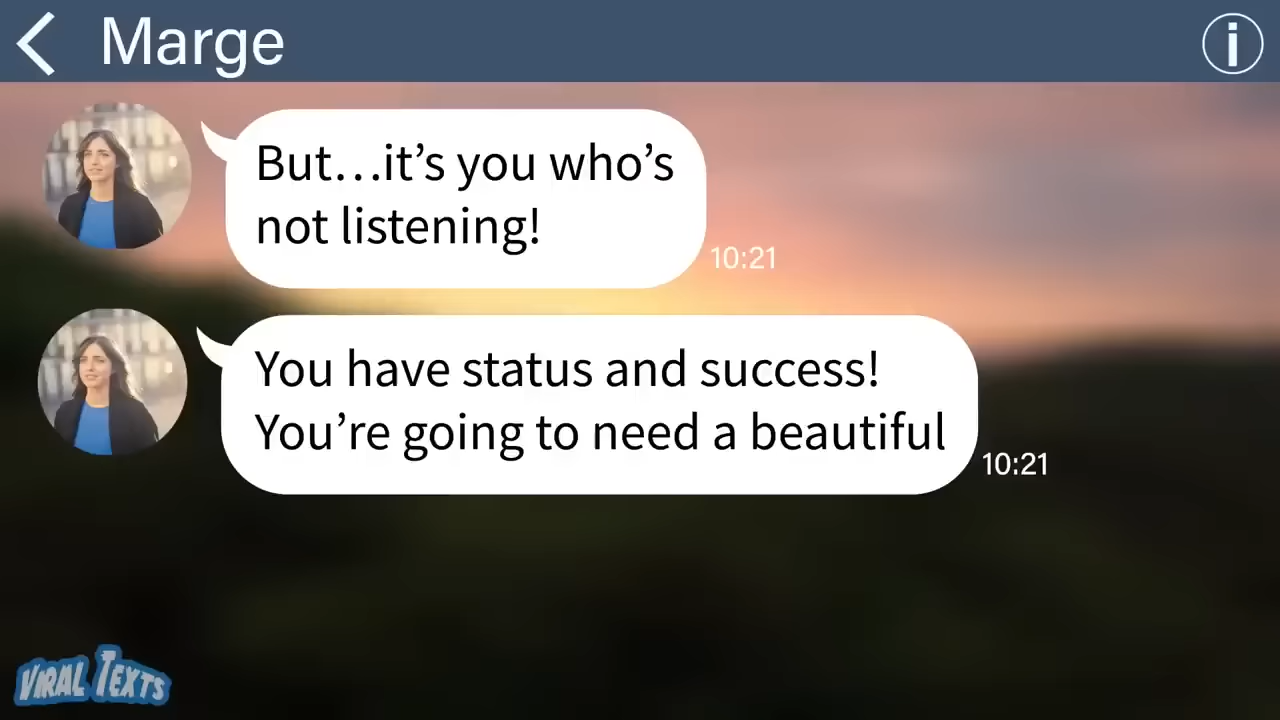 Marge
But…it’s you who’s
not listening!
10:21
You have status and success!
You’re going to need a beautiful
10:21
VIRAL TEXTS